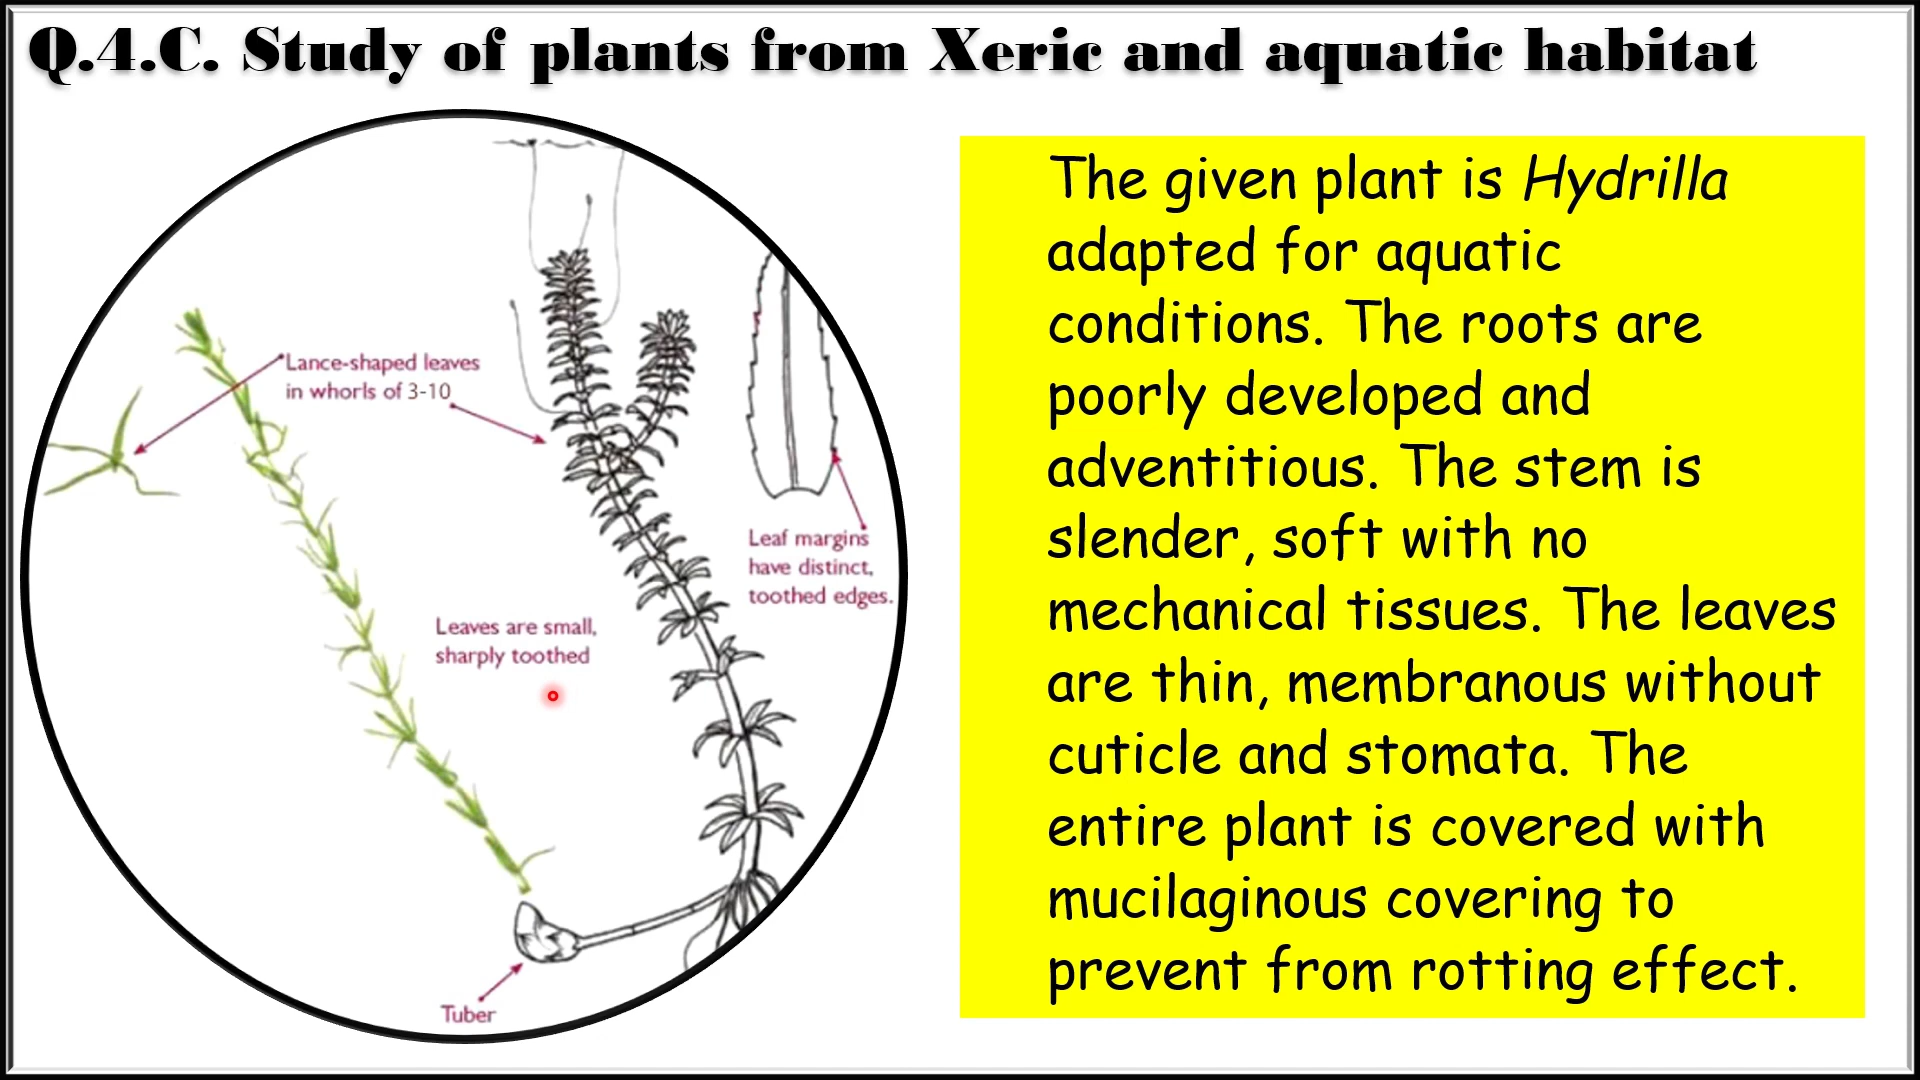 Q.4.C. Study of plants from Xeric and aquatic habitat
Lance-shaped leaves
in whorls of 3-10
Leaf margins
have distinct,
toothed edges.
Leaves are small,
sharply toothed
Tuber
The given plant is Hydrilla
adapted for aquatic
conditions. The roots are
poorly developed and
adventitious. The stem is
slender, soft with no
mechanical tissues. The leaves
are thin, membranous without
cuticle and stomata. The
entire plant is covered with
mucilaginous covering to
prevent from rotting effect.